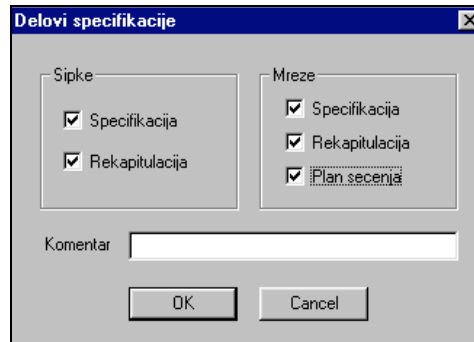 Delovi specifikacije
Sipke
Specifikacija
Rekapitulacija
Mreze
Specifikacija
Rekapitulacija
Plan secenja
Komentar
OK
Cancel